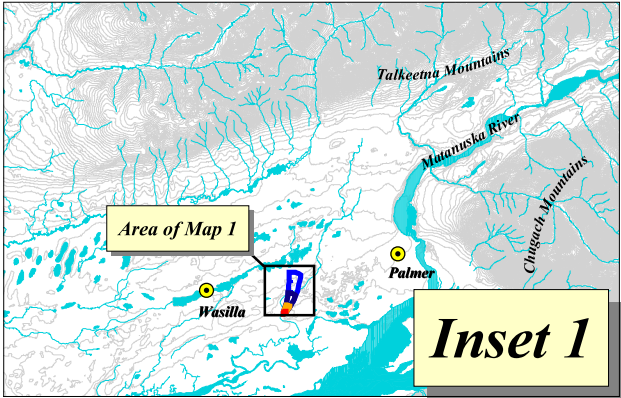 Talkeetna Mountains
Matanuska River
Chugach Mountains
Area of Map 1
Palmer
Wasilla
Inset 1